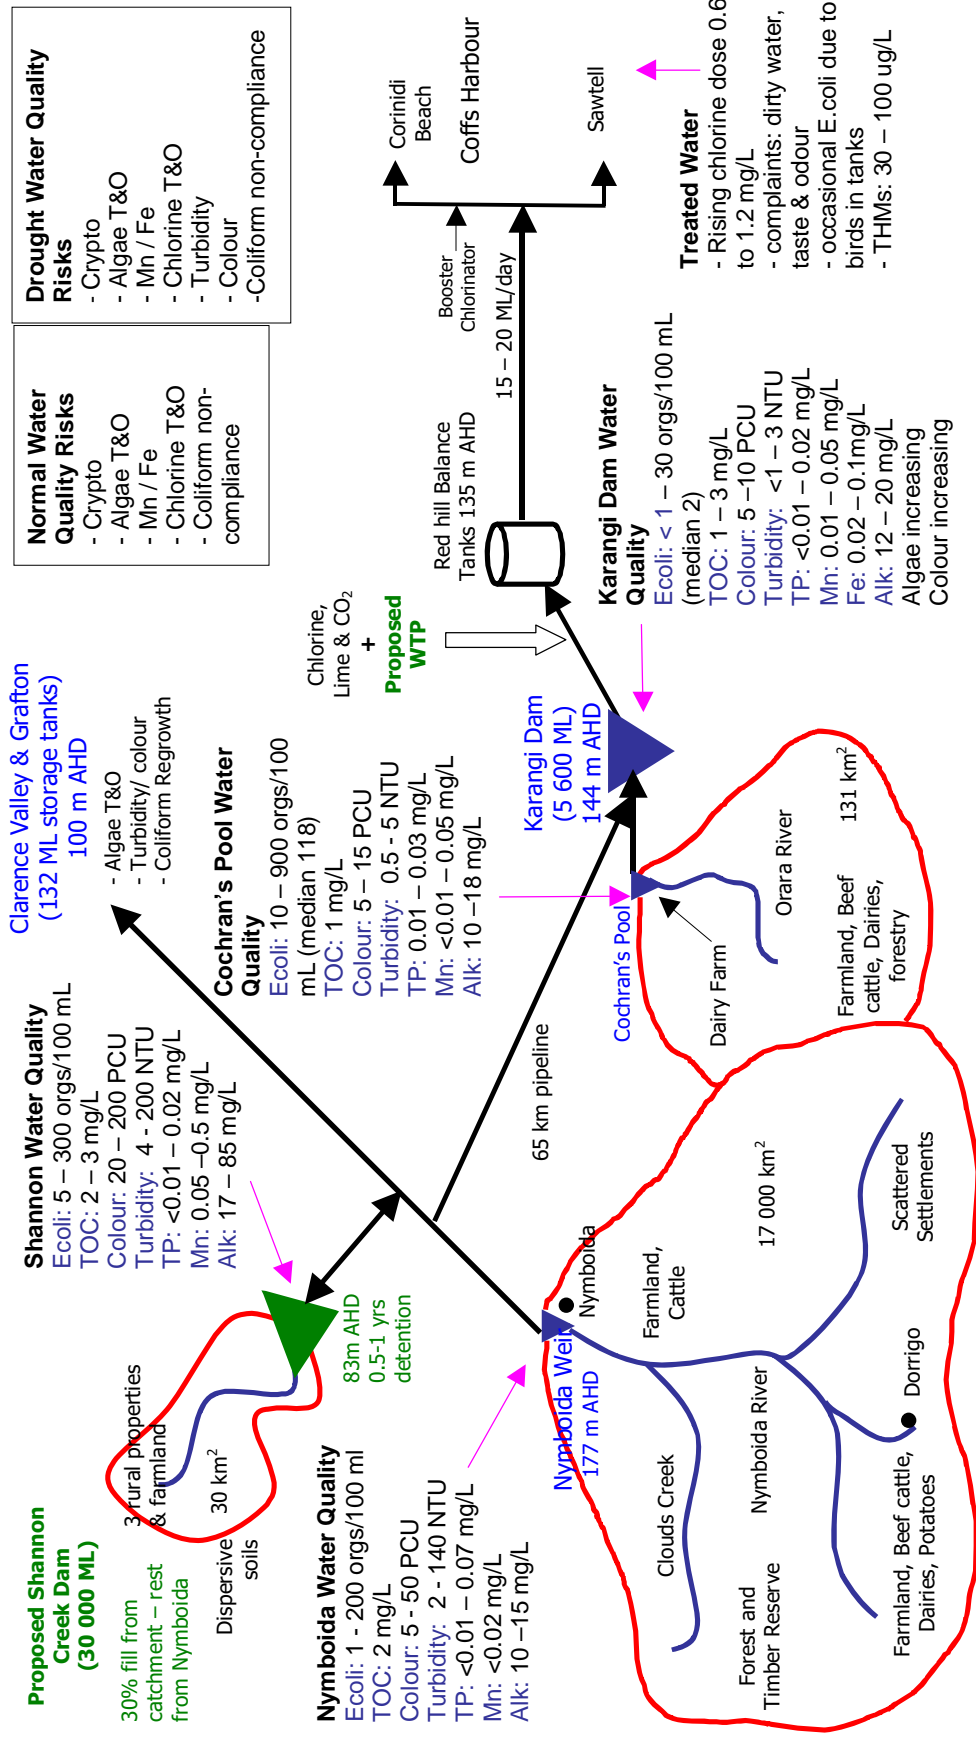 Proposed Shannon
Creek Dam
(30 000 ML)
30% fill from
catchment – rest
from Nymboida
3 rural properties
& farmland
30 km²
Dispersive
soils
83m AHD
0.5-1 yrs
detention
Shannon Water Quality
Ecoli: 5 – 300 orgs/100 mL
TOC: 2 – 3 mg/L
Colour: 20 – 200 PCU
Turbidity: 4 - 200 NTU
TP: <0.01 – 0.02 mg/L
Mn: 0.05 –0.5 mg/L
Alk: 17 – 85 mg/L
Clarence Valley & Grafton
(132 ML storage tanks)
100 m AHD
- Algae T&O
- Turbidity/ colour
- Coliform Regrowth
Normal Water
Quality Risks
- Crypto
- Algae T&O
- Mn / Fe
- Chlorine T&O
- Coliform non-
compliance
Drought Water Quality
Risks
- Crypto
- Algae T&O
- Mn / Fe
- Chlorine T&O
- Turbidity
- Colour
-Coliform non-compliance
Nymboida Water Quality
Ecoli: 1 - 200 orgs/100 ml
TOC: 2 mg/L
Colour: 5 - 50 PCU
Turbidity: 2 - 140 NTU
TP: <0.01 – 0.07 mg/L
Mn: <0.02 mg/L
Alk: 10 –15 mg/L
Cochran's Pool Water
Quality
Ecoli: 10 – 900 orgs/100
mL (median 118)
TOC: 1 mg/L
Colour: 5 – 15 PCU
Turbidity: 0.5 - 5 NTU
TP: 0.01 – 0.03 mg/L
Mn: <0.01 – 0.05 mg/L
Alk: 10 –18 mg/L
Chlorine,
Lime & CO₂
+
Proposed
WTP
Red hill Balance
Tanks 135 m AHD
15 – 20 ML/day
Booster
Chlorinator
Corinidi
Beach
Coffs Harbour
Sawtell
65 km pipeline
Karangi Dam
(5 600 ML)
144 m AHD
Nymboida Weir
177 m AHD
Nymboida
Cochran's Pool
Dairy Farm
Orara River
131 km²
Farmland, Beef
cattle, Dairies,
forestry
Karangi Dam Water
Quality
Ecoli: < 1 – 30 orgs/100 mL
(median 2)
TOC: 1 – 3 mg/L
Colour: 5 –10 PCU
Turbidity: <1 – 3 NTU
TP: <0.01 – 0.02 mg/L
Mn: 0.01 – 0.05 mg/L
Fe: 0.02 – 0.1mg/L
Alk: 12 – 20 mg/L
Algae increasing
Colour increasing
Treated Water
- Rising chlorine dose 0.6
to 1.2 mg/L
- complaints: dirty water,
taste & odour
- occasional E.coli due to
birds in tanks
- THMs: 30 – 100 ug/L
Clouds Creek
Farmland,
Cattle
17 000 km²
Forest and
Timber Reserve
Nymboida River
Dorrigo
Scattered
Settlements
Farmland, Beef cattle,
Dairies, Potatoes